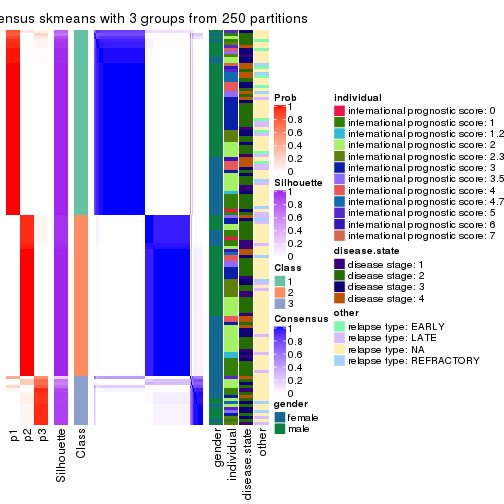 ensus skmeans with 3 groups from 250 partitions
Prob
1
0.8
0.6
0.4
0.2
0
Silhouette
1
0.8
0.6
0.4
0.2
0
Class
1
2
3
Consensus
1
0.8
0.6
0.4
0.2
0
gender
female
male
individual
international prognostic score: 0
international prognostic score: 1
international prognostic score: 1.2
international prognostic score: 2
international prognostic score: 2.3
international prognostic score: 3
international prognostic score: 3.5
international prognostic score: 4
international prognostic score: 4.7
international prognostic score: 5
international prognostic score: 6
international prognostic score: 7
disease.state
disease stage: 1
disease stage: 2
disease stage: 3
disease stage: 4
other
relapse type: EARLY
relapse type: LATE
relapse type: NA
relapse type: REFRACTORY
p1
p2
p3
Silhouette
Class
gender
individual
disease.state
other